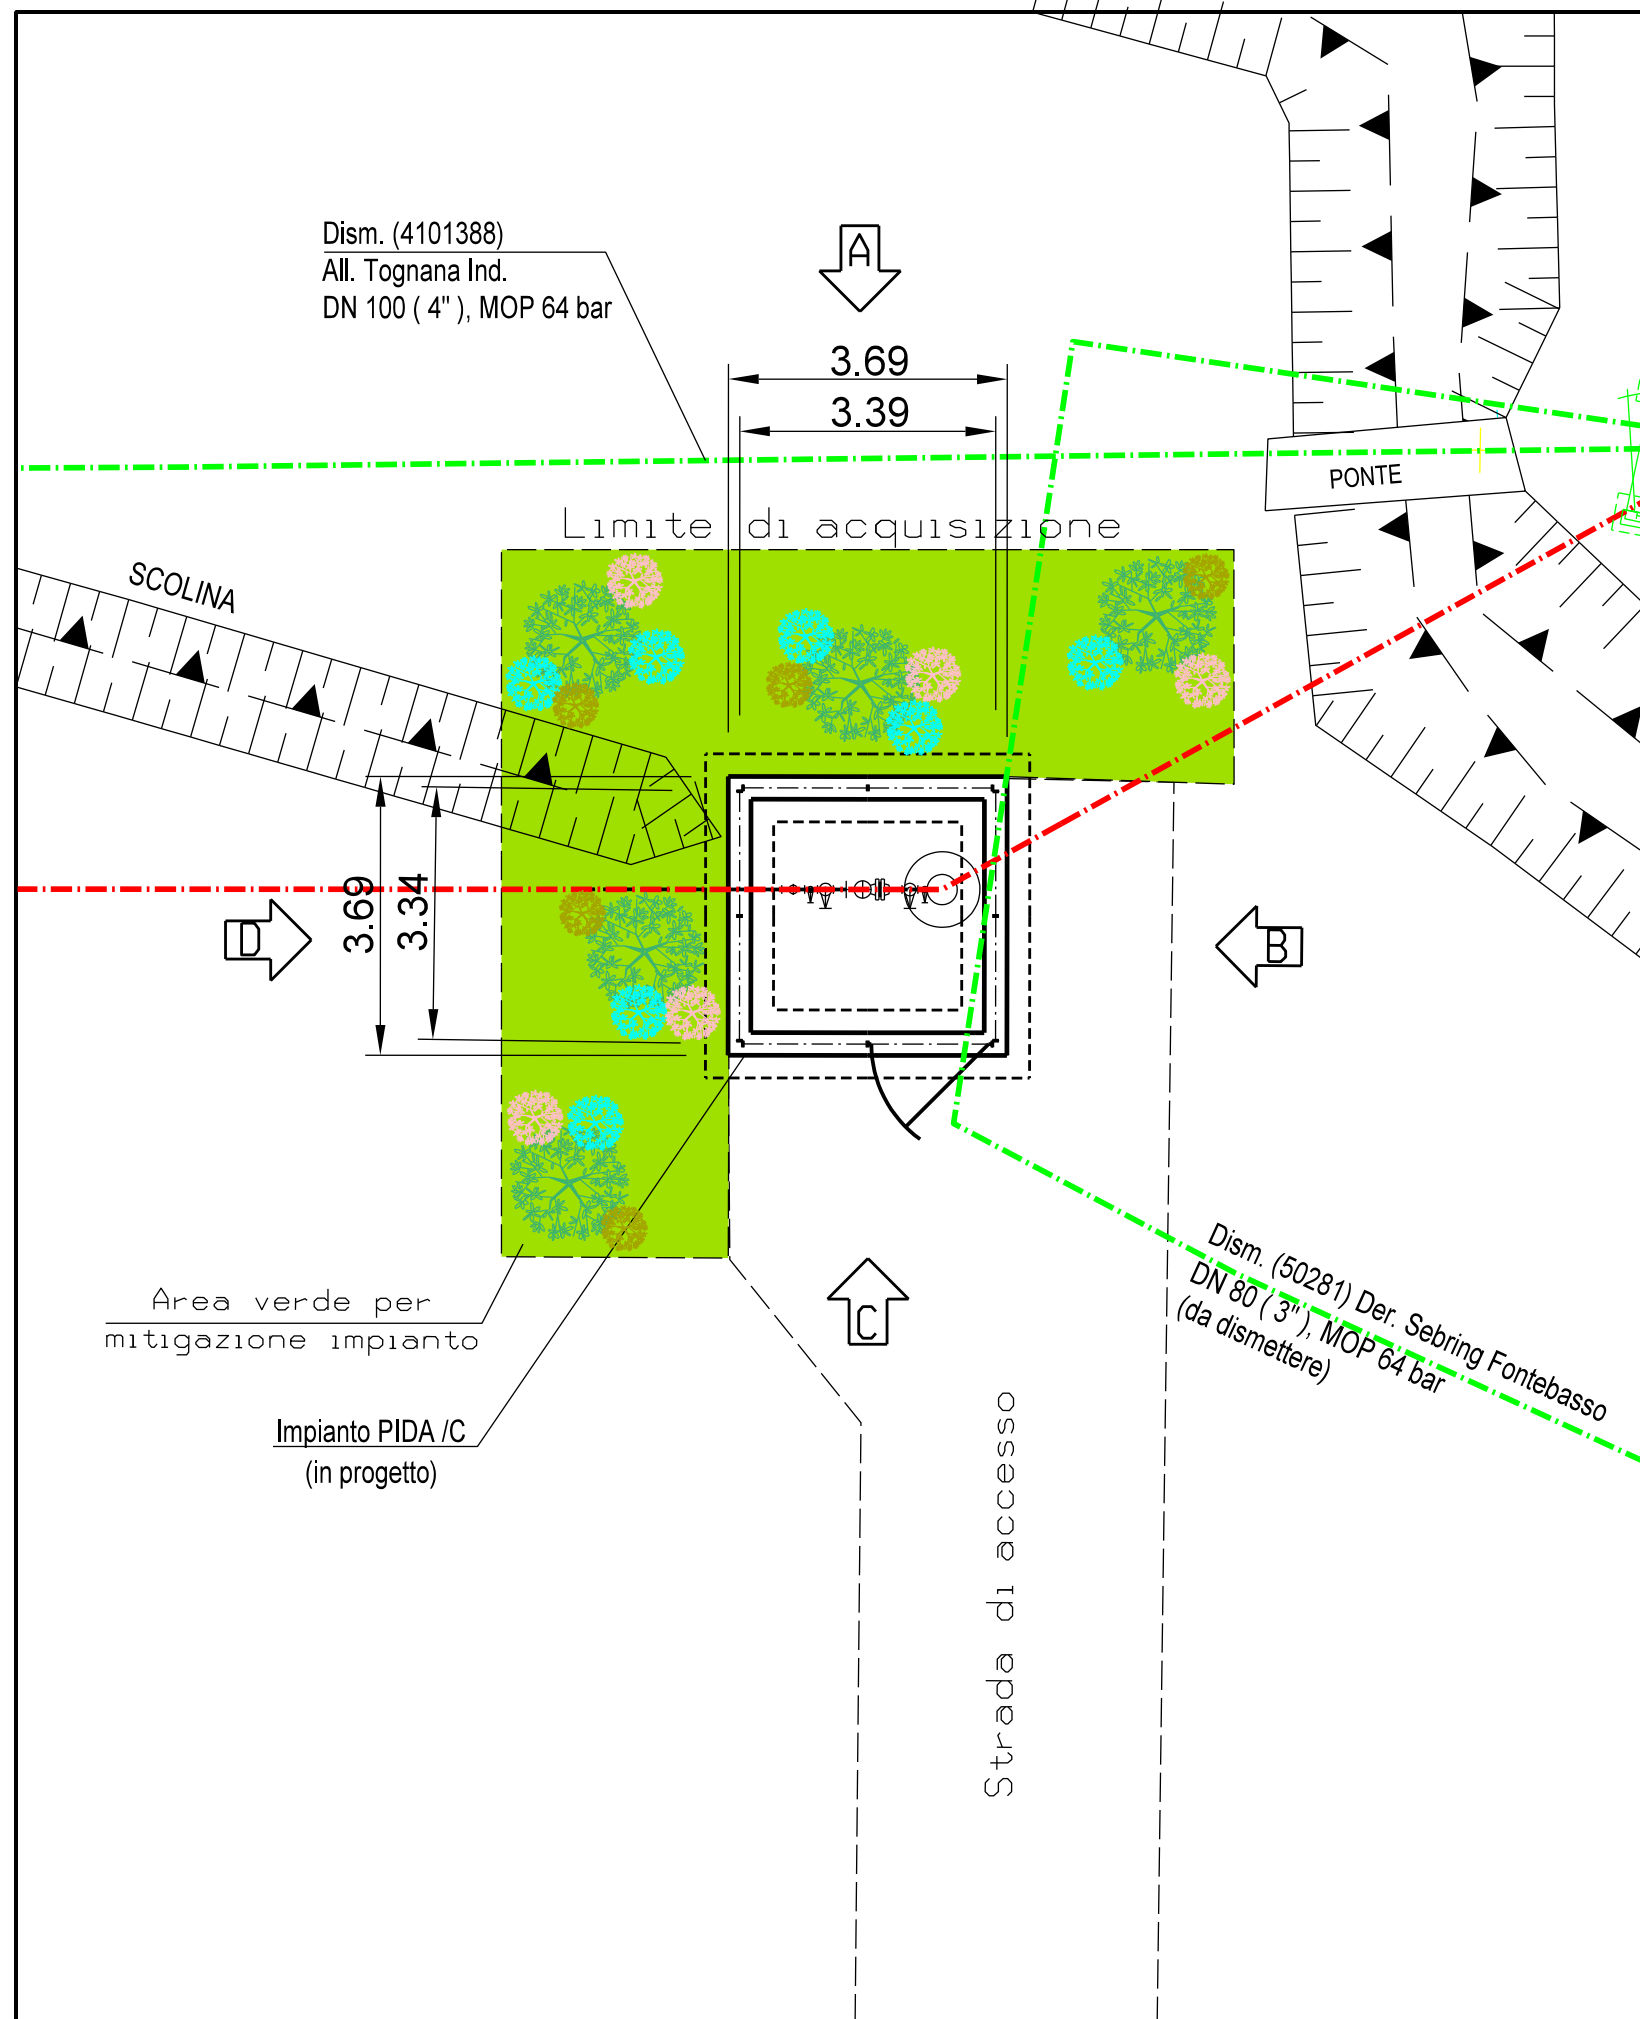 Dism. (4101388)
All. Tognana Ind.
DN 100 ( 4" ), MOP 64 bar
A
3.69
3.39
PONTE
Limite di acquisizione
SCOLINA
3.69
3.34
D
B
Dism. (50281) Der. Sebring Fontebasso
DN 80 ( 3" ), MOP 64 bar
(da dismettere)
Area verde per
mitigazione impianto
C
Impianto PIDA /C
(in progetto)
Strada di accesso